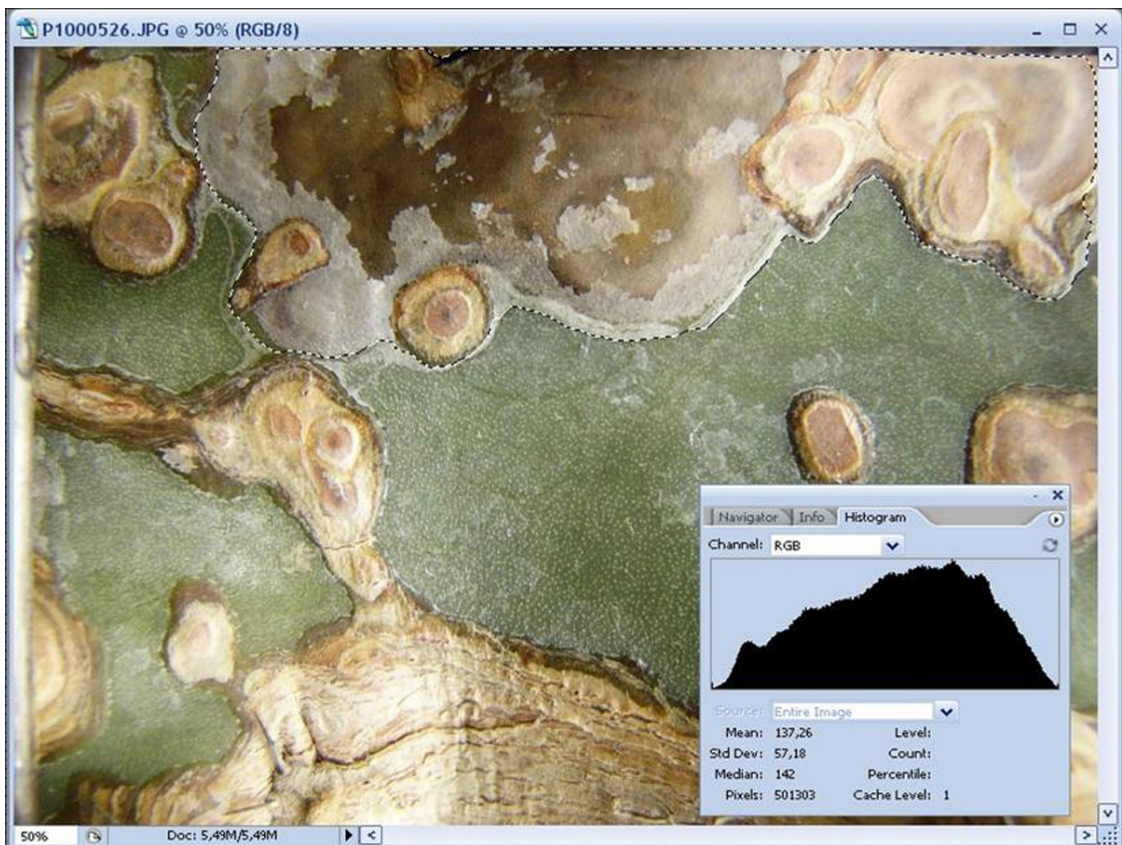 P1000526.JPG @ 50% (RGB/8)
Navigator Info Histogram
Channel: RGB
Source: Entire Image
Mean: 137,26 Level:
Std Dev: 57,18 Count:
Median: 142 Percentile:
Pixels: 501303 Cache Level: 1
50% Doc: 5,49M/5,49M